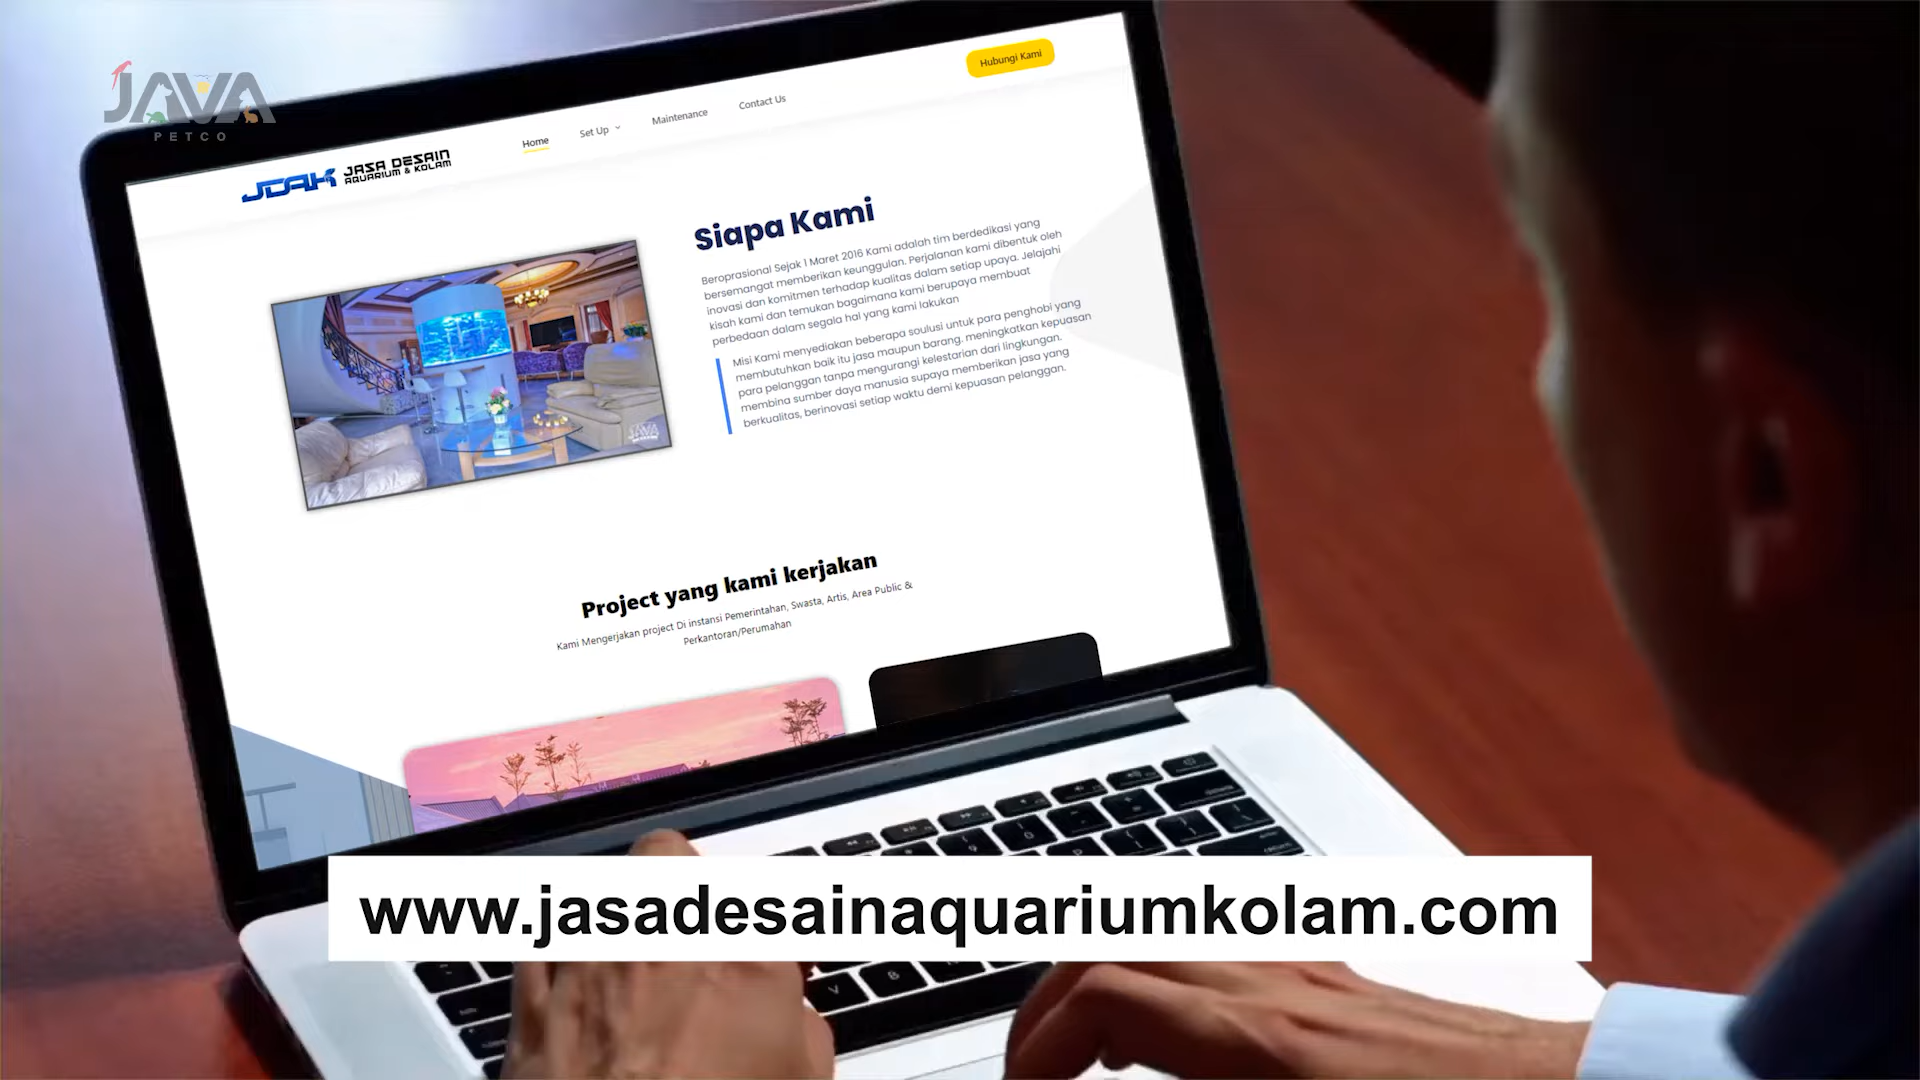 JAVA
PETCO
Hubungi Kami
Home
Set Up
Maintenance
Contact Us
JDAK
JASA DESAIN
AQUARIUM & KOLAM
Siapa Kami
Beroprasional Sejak 1 Maret 2016 Kami adalah tim berdedikasi yang
bersemangat memberikan keunggulan. Perjalanan kami dibentuk oleh
inovasi dan komitmen terhadap kualitas dalam setiap upaya. Jelajahi
kisah kami dan temukan bagaimana kami berupaya membuat
perbedaan dalam segala hal yang kami lakukan
Misi Kami menyediakan beberapa soulusi untuk para penghobi yang
membutuhkan baik itu jasa maupun barang. meningkatkan kepuasan
para pelanggan tanpa mengurangi kelestarian dari lingkungan.
membina sumber daya manusia supaya memberikan jasa yang
berkualitas, berinovasi setiap waktu demi kepuasan pelanggan.
JAVA
Project yang kami kerjakan
Kami Mengerjakan project Di instansi Pemerintahan, Swasta, Artis, Area Public &
Perkantoran/Perumahan
www.jasadesainaquariumkolam.com